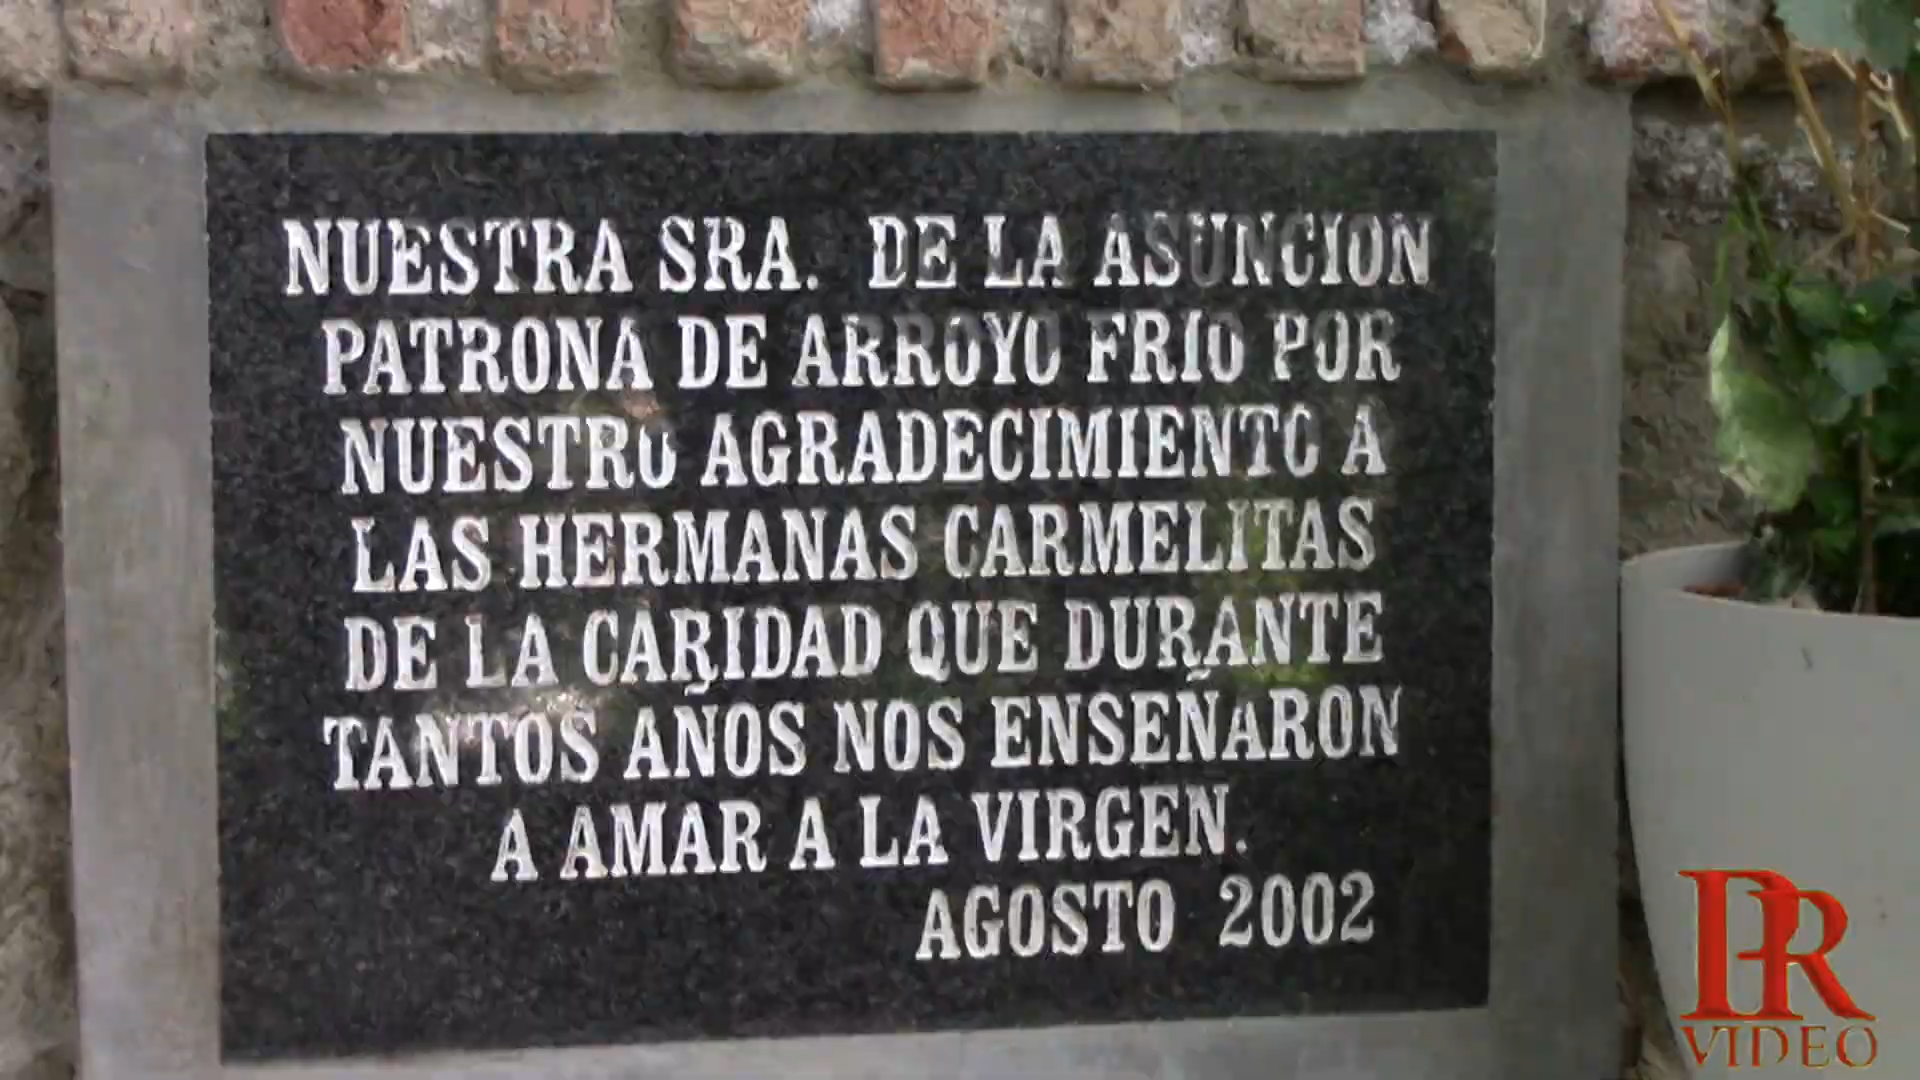 NUESTRA SRA. DE LA ASUNCION
PATRONA DE ARROYO FRIO POR
NUESTRO AGRADECIMIENTO A
LAS HERMANAS CARMELITAS
DE LA CARIDAD QUE DURANTE
TANTOS AÑOS NOS ENSEÑARON
A AMAR A LA VIRGEN.
AGOSTO 2002
PR
VIDEO